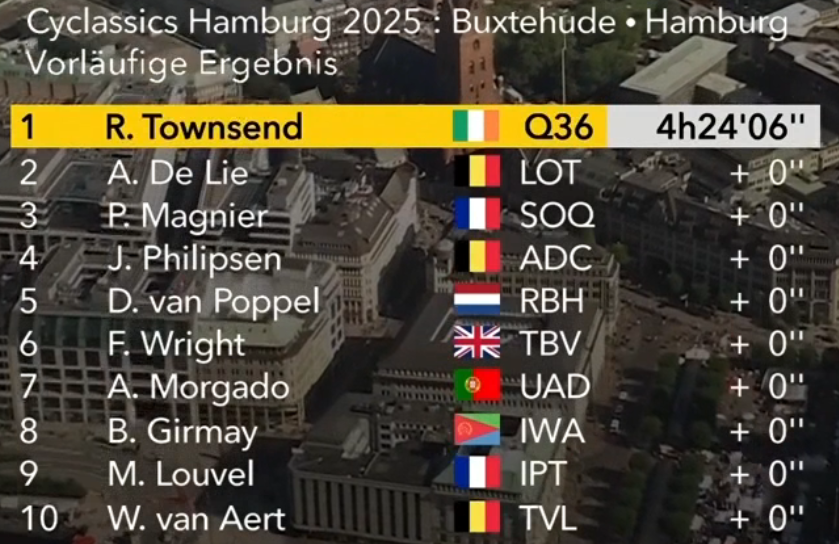 Cyclassics Hamburg 2025 : Buxtehude • Hamburg
Vorläufige Ergebnis
1 R. Townsend Q36 4h24'06''
2 A. De Lie LOT + 0''
3 P. Magnier SOQ + 0''
4 J. Philipsen ADC + 0''
5 D. van Poppel RBH + 0''
6 F. Wright TBV + 0''
7 A. Morgado UAD + 0''
8 B. Girmay IWA + 0''
9 M. Louvel IPT + 0''
10 W. van Aert TVL + 0''